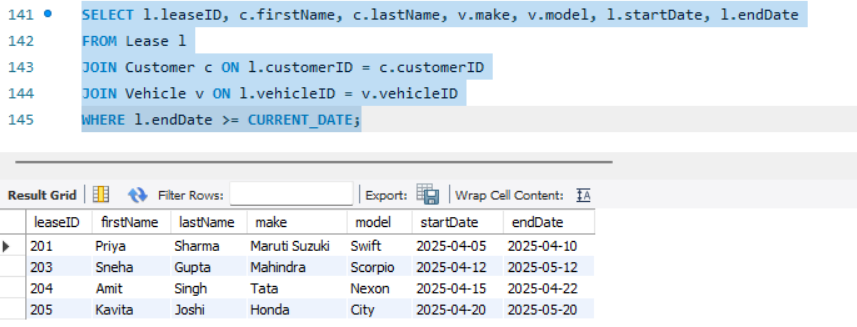 141 SELECT l.leaseID, c.firstName, c.lastName, v.make, v.model, l.startDate, l.endDate
142 FROM Lease l
143 JOIN Customer c ON l.customerID = c.customerID
144 JOIN Vehicle v ON l.vehicleID = v.vehicleID
145 WHERE l.endDate >= CURRENT_DATE;
Result Grid Filter Rows: Export: Wrap Cell Content: IA
leaseID firstName lastName make model startDate endDate
201 Priya Sharma Maruti Suzuki Swift 2025-04-05 2025-04-10
203 Sneha Gupta Mahindra Scorpio 2025-04-12 2025-05-12
204 Amit Singh Tata Nexon 2025-04-15 2025-04-22
205 Kavita Joshi Honda City 2025-04-20 2025-05-20